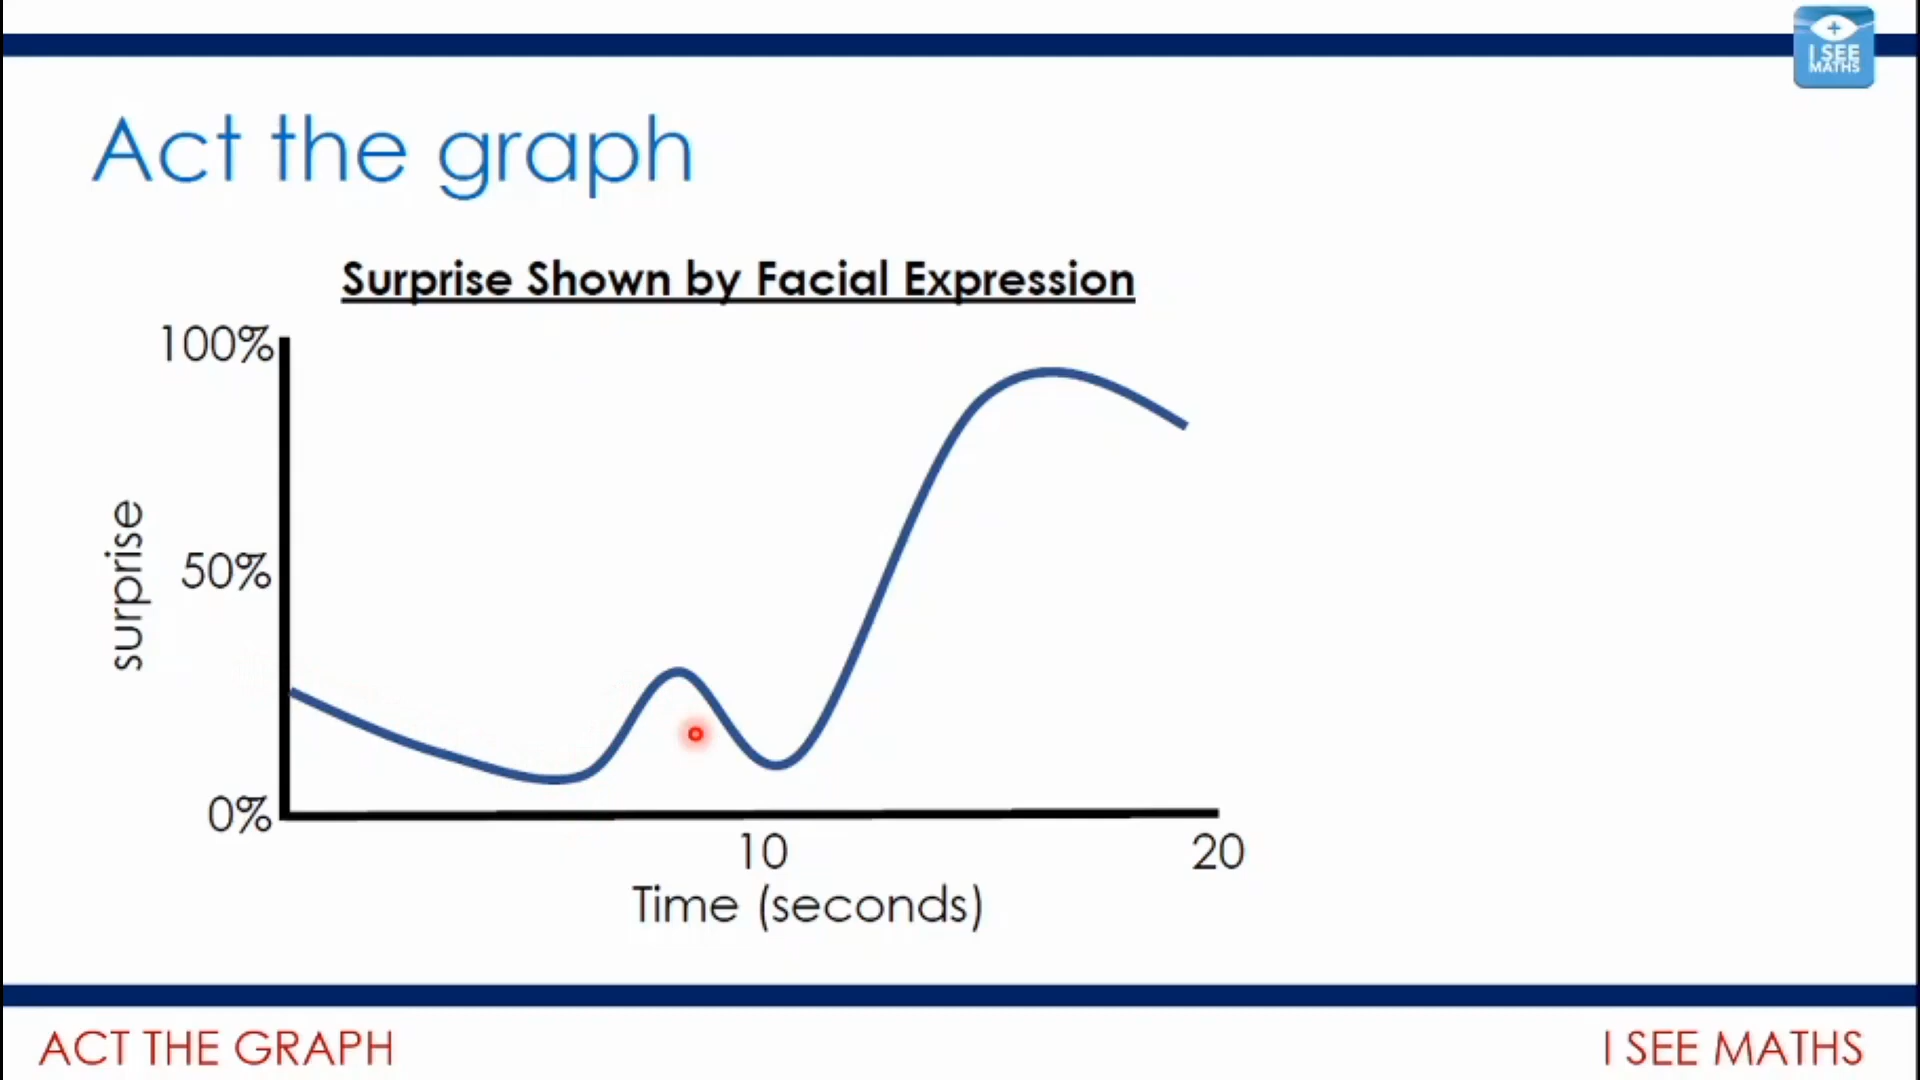 I SEE
MATHS
Act the graph
Surprise Shown by Facial Expression
100%
surprise
50%
0%
10
20
Time (seconds)
ACT THE GRAPH
I SEE MATHS